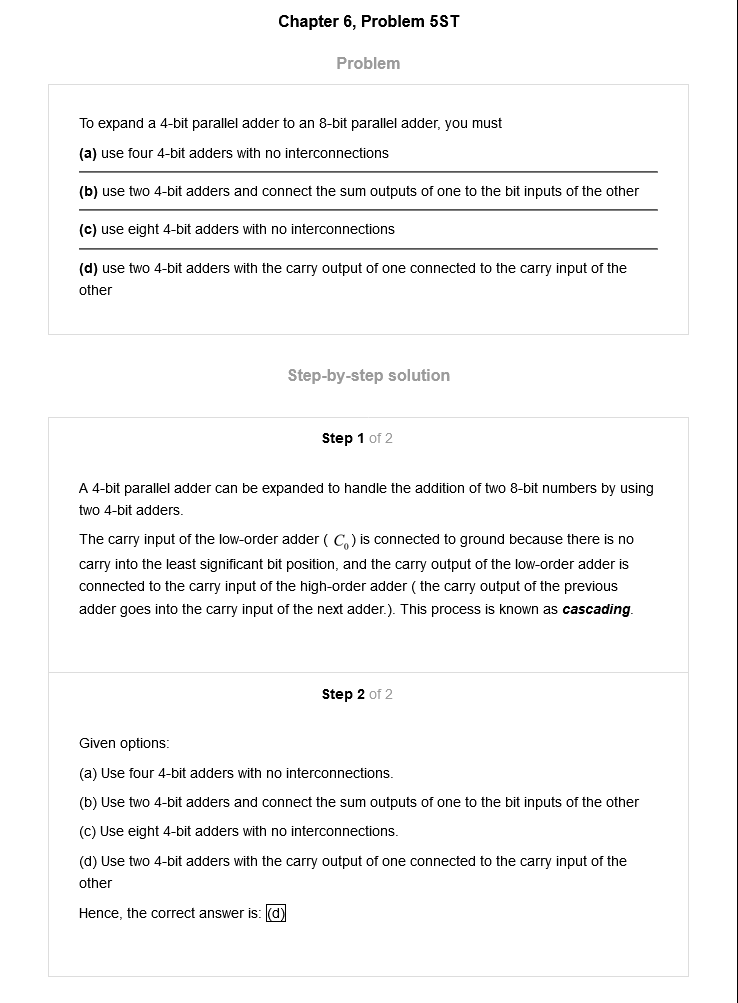 Chapter 6, Problem 5ST
Problem
To expand a 4-bit parallel adder to an 8-bit parallel adder, you must
(a) use four 4-bit adders with no interconnections
(b) use two 4-bit adders and connect the sum outputs of one to the bit inputs of the other
(c) use eight 4-bit adders with no interconnections
(d) use two 4-bit adders with the carry output of one connected to the carry input of the
other
Step-by-step solution
Step 1 of 2
A 4-bit parallel adder can be expanded to handle the addition of two 8-bit numbers by using
two 4-bit adders.
The carry input of the low-order adder ( C₀) is connected to ground because there is no
carry into the least significant bit position, and the carry output of the low-order adder is
connected to the carry input of the high-order adder ( the carry output of the previous
adder goes into the carry input of the next adder.). This process is known as cascading.
Step 2 of 2
Given options:
(a) Use four 4-bit adders with no interconnections.
(b) Use two 4-bit adders and connect the sum outputs of one to the bit inputs of the other
(c) Use eight 4-bit adders with no interconnections.
(d) Use two 4-bit adders with the carry output of one connected to the carry input of the
other
Hence, the correct answer is: (d)